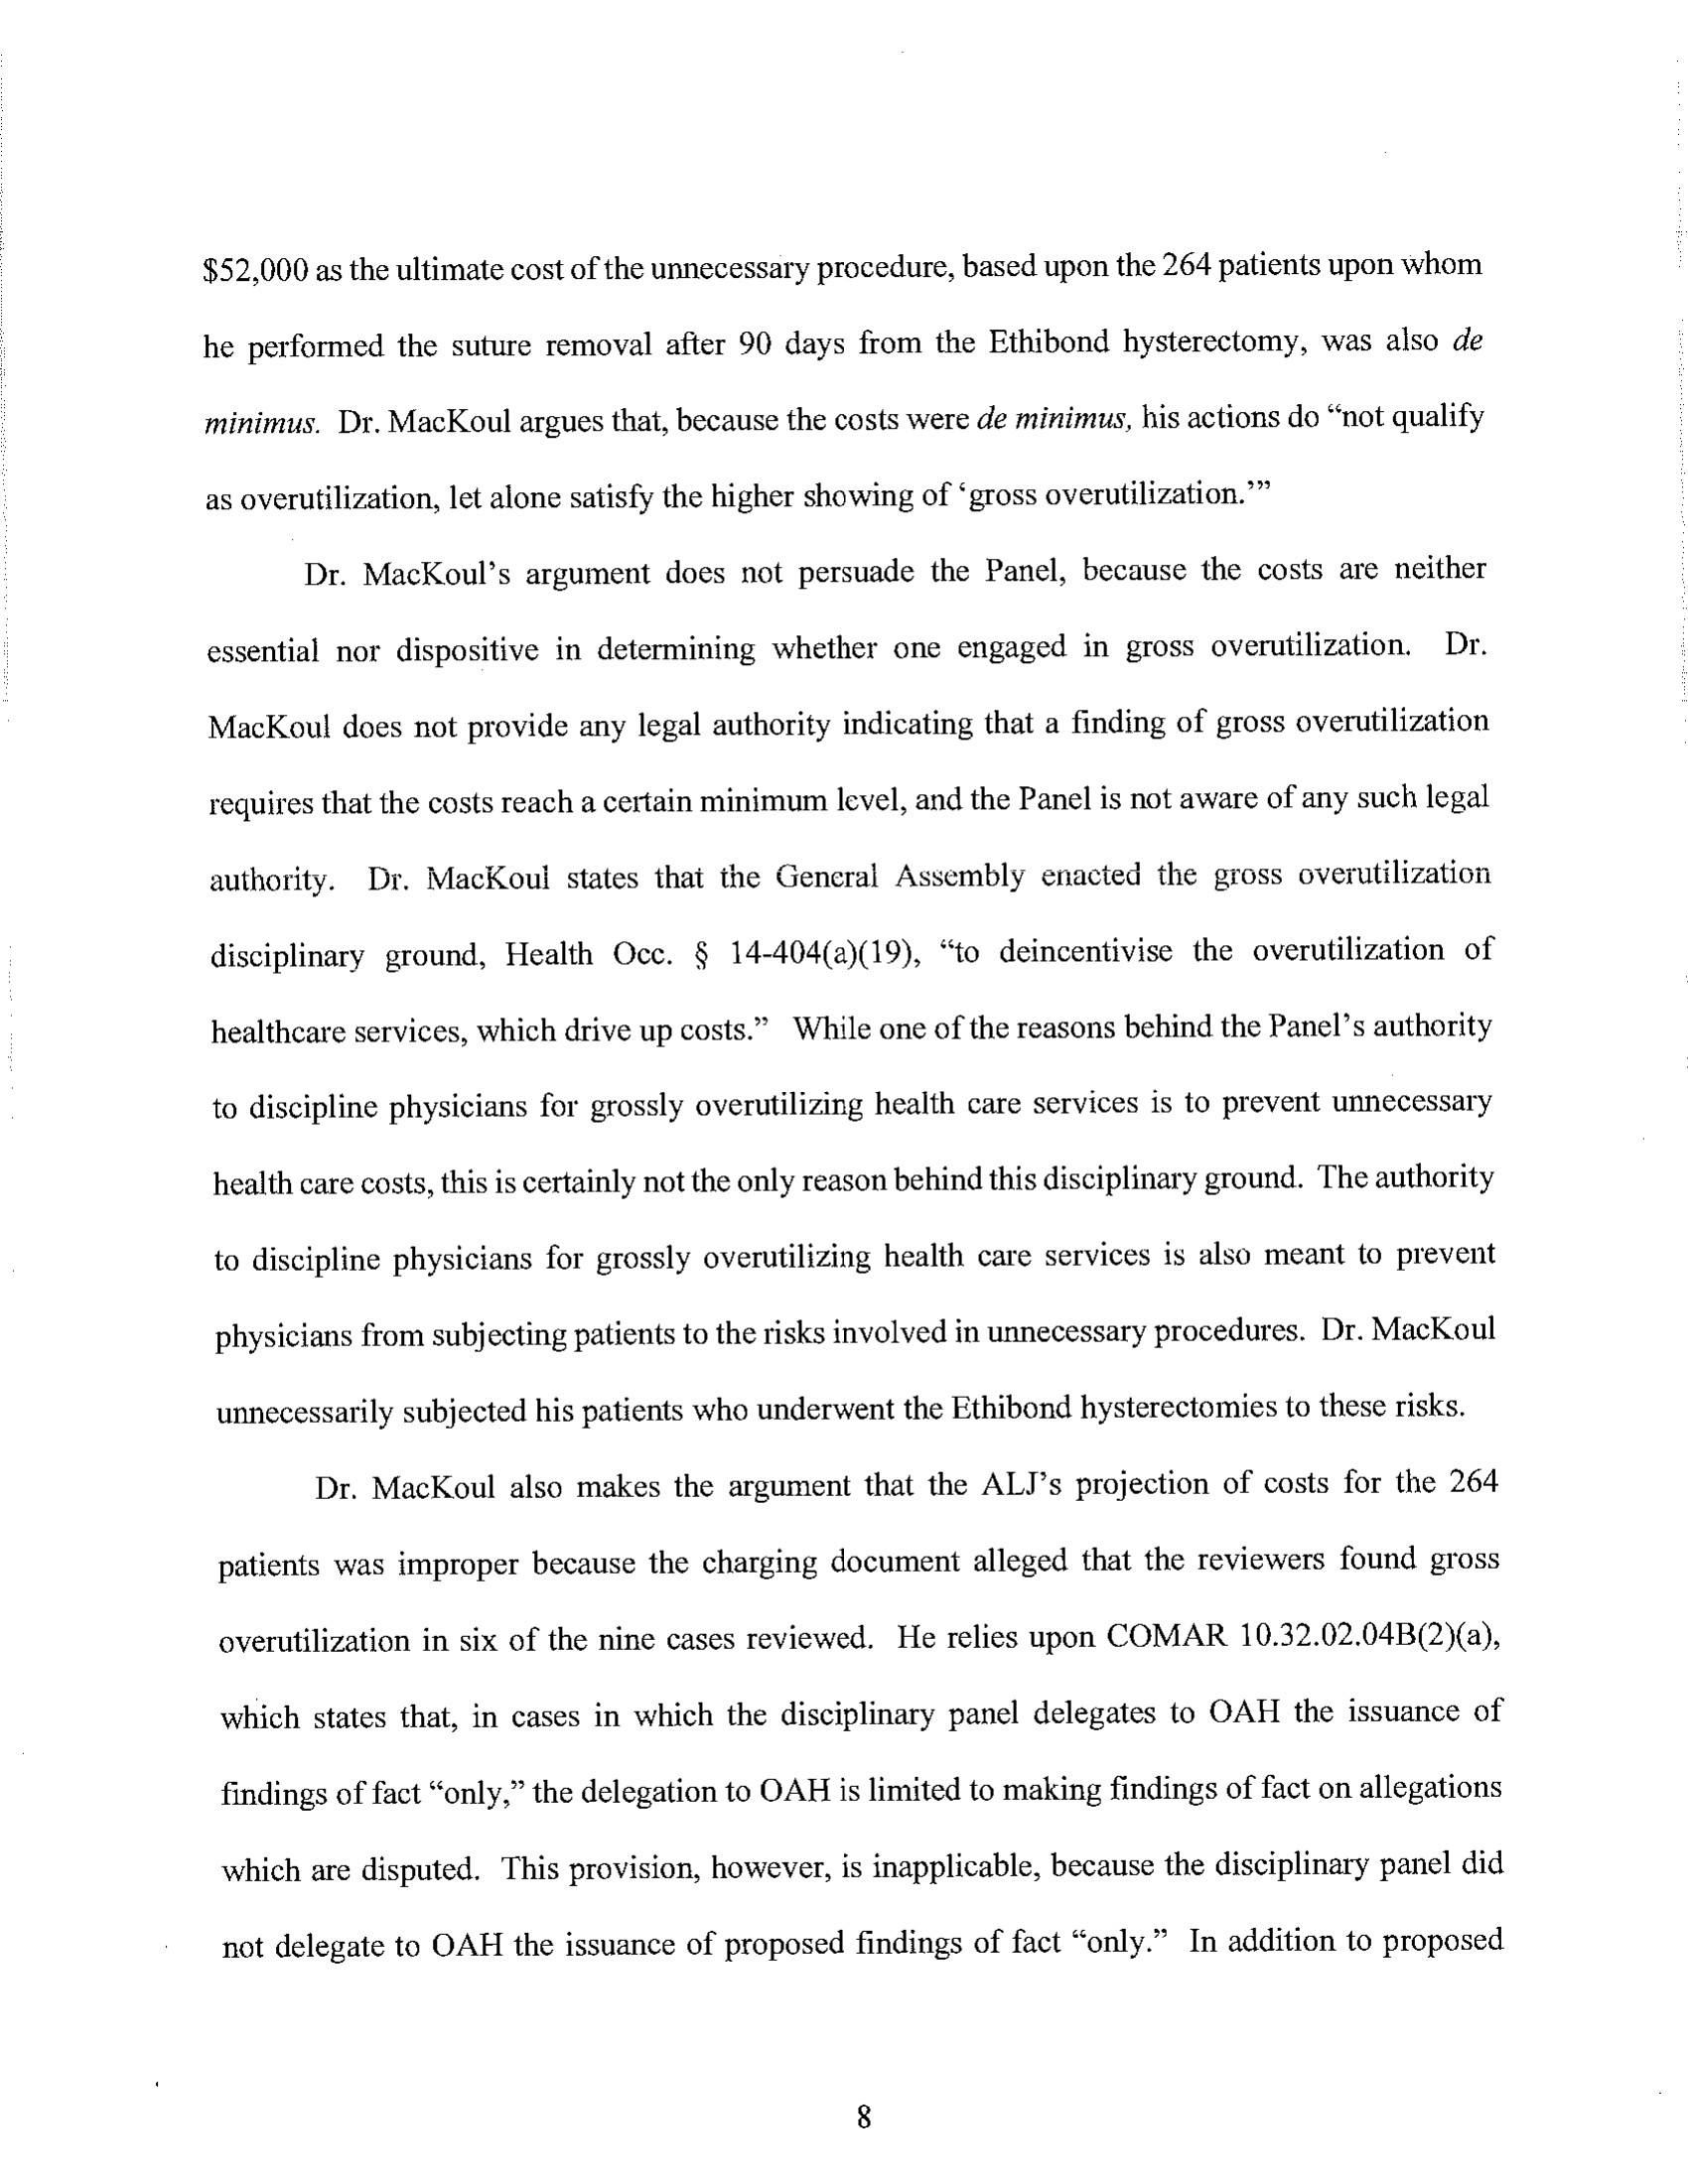 $52,000 as the ultimate cost of the unnecessary procedure, based upon the 264 patients upon whom
he performed the suture removal after 90 days from the Ethibond hysterectomy, was also de
minimus. Dr. MacKoul argues that, because the costs were de minimus, his actions do “not qualify
as overutilization, let alone satisfy the higher showing of ‘gross overutilization.’”
Dr. MacKoul’s argument does not persuade the Panel, because the costs are neither
essential nor dispositive in determining whether one engaged in gross overutilization. Dr.
MacKoul does not provide any legal authority indicating that a finding of gross overutilization
requires that the costs reach a certain minimum level, and the Panel is not aware of any such legal
authority. Dr. MacKoul states that the General Assembly enacted the gross overutilization
disciplinary ground, Health Occ. § 14-404(a)(19), “to deincentivise the overutilization of
healthcare services, which drive up costs.” While one of the reasons behind the Panel’s authority
to discipline physicians for grossly overutilizing health care services is to prevent unnecessary
health care costs, this is certainly not the only reason behind this disciplinary ground. The authority
to discipline physicians for grossly overutilizing health care services is also meant to prevent
physicians from subjecting patients to the risks involved in unnecessary procedures. Dr. MacKoul
unnecessarily subjected his patients who underwent the Ethibond hysterectomies to these risks.
Dr. MacKoul also makes the argument that the ALJ’s projection of costs for the 264
patients was improper because the charging document alleged that the reviewers found gross
overutilization in six of the nine cases reviewed. He relies upon COMAR 10.32.02.04B(2)(a),
which states that, in cases in which the disciplinary panel delegates to OAH the issuance of
findings of fact “only,” the delegation to OAH is limited to making findings of fact on allegations
which are disputed. This provision, however, is inapplicable, because the disciplinary panel did
not delegate to OAH the issuance of proposed findings of fact “only.” In addition to proposed
8